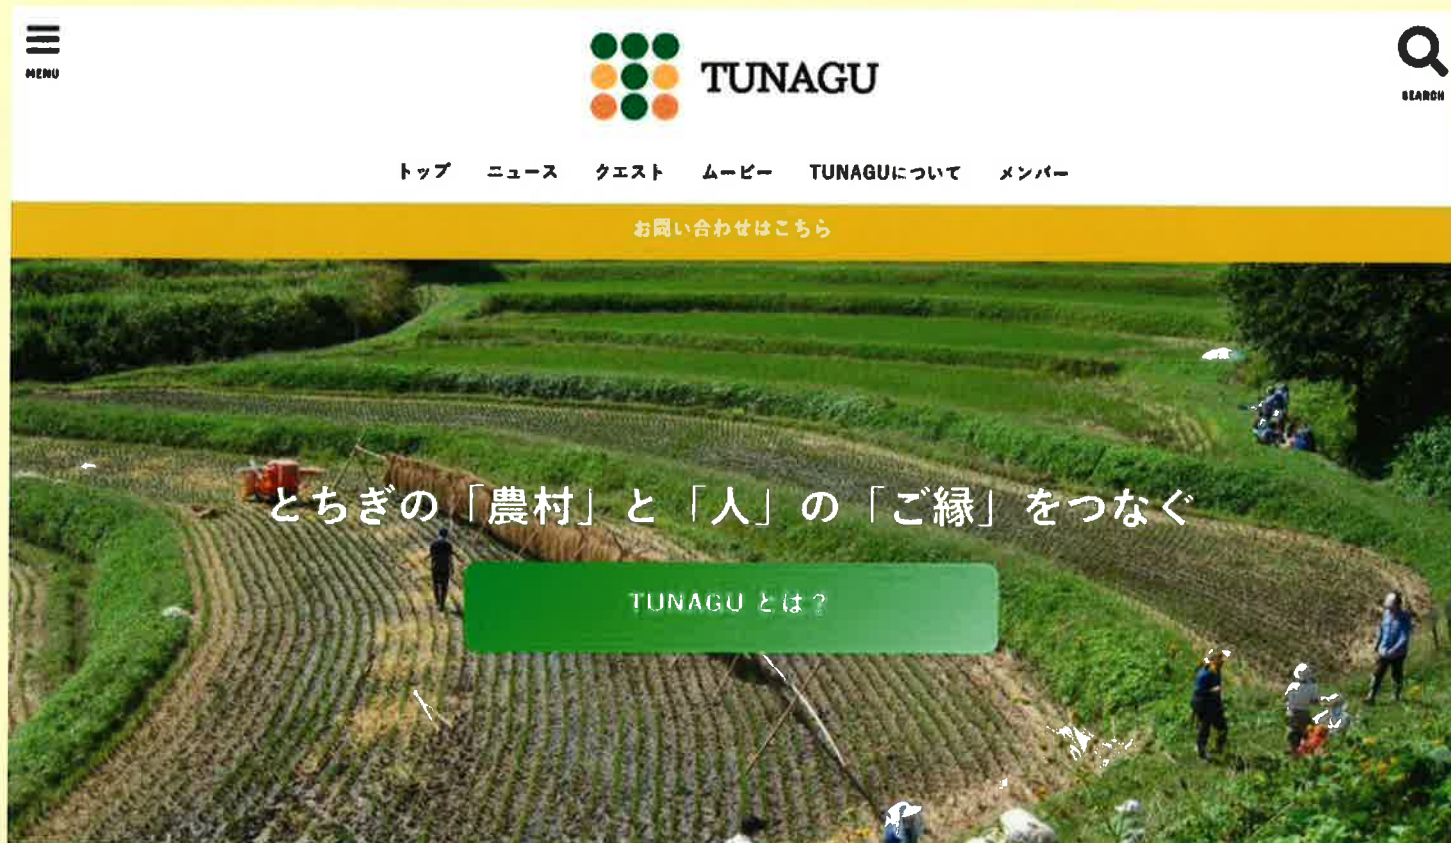 MENU
TUNAGU
SEARCH
トップ ニュース クエスト ムービー TUNAGUについて メンバー
お問い合わせはこちら
とちぎの「農村」と「人」の「ご縁」をつなぐ
TUNAGU とは？